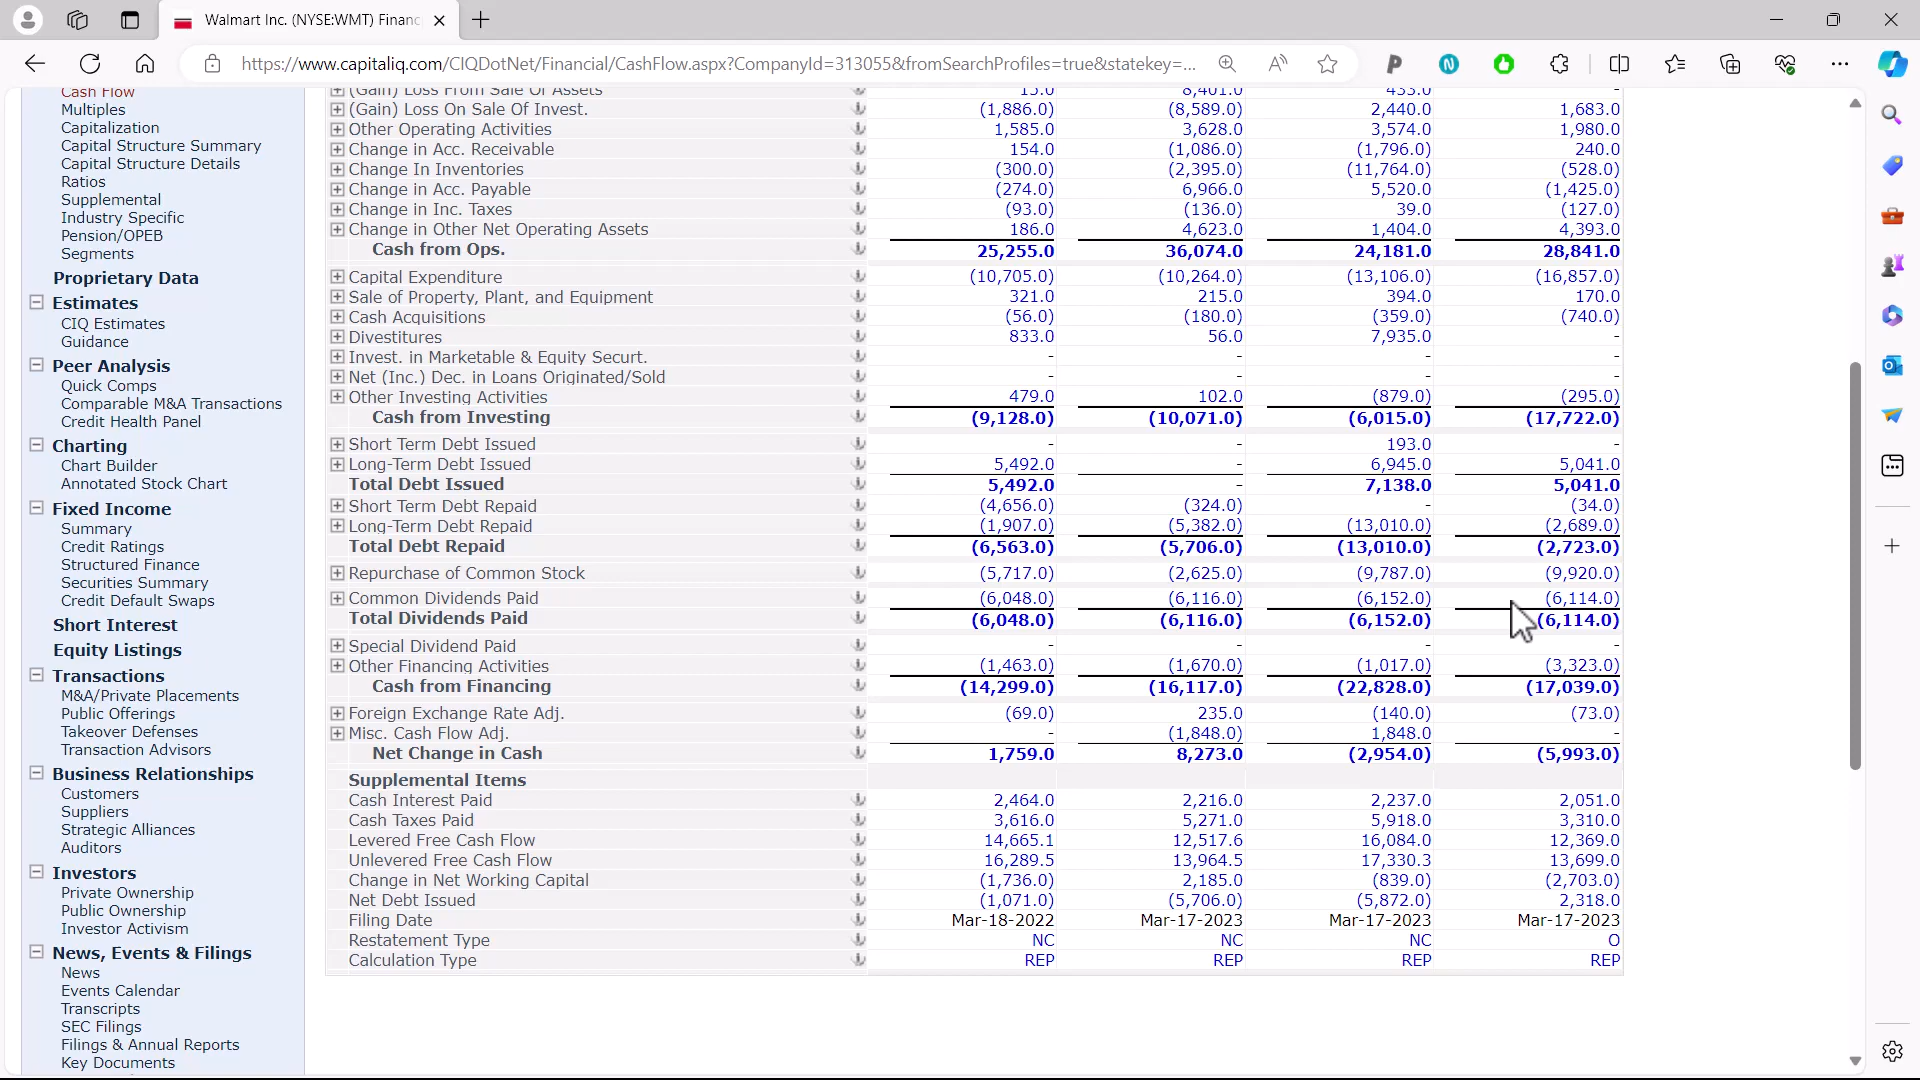 Walmart Inc. (NYSE:WMT) Financ
https://www.capitaliq.com/CIQDotNet/Financial/CashFlow.aspx?CompanyId=313055&fromSearchProfiles=true&statekey=...
Cash Flow
Multiples
Capitalization
Capital Structure Summary
Capital Structure Details
Ratios
Supplemental
Industry Specific
Pension/OPEB
Segments
Proprietary Data
Estimates
CIQ Estimates
Guidance
Peer Analysis
Quick Comps
Comparable M&A Transactions
Credit Health Panel
Charting
Chart Builder
Annotated Stock Chart
Fixed Income
Summary
Credit Ratings
Structured Finance
Securities Summary
Credit Default Swaps
Short Interest
Equity Listings
Transactions
M&A/Private Placements
Public Offerings
Takeover Defenses
Transaction Advisors
Business Relationships
Customers
Suppliers
Strategic Alliances
Auditors
Investors
Private Ownership
Public Ownership
Investor Activism
News, Events & Filings
News
Events Calendar
Transcripts
SEC Filings
Filings & Annual Reports
Key Documents
(Gain) Loss From Sale Of Assets 15.0 8,401.0 433.0 -
(Gain) Loss On Sale Of Invest. (1,886.0) (8,589.0) 2,440.0 1,683.0
Other Operating Activities 1,585.0 3,628.0 3,574.0 1,980.0
Change in Acc. Receivable 154.0 (1,086.0) (1,796.0) 240.0
Change In Inventories (300.0) (2,395.0) (11,764.0) (528.0)
Change in Acc. Payable (274.0) 6,966.0 5,520.0 (1,425.0)
Change in Inc. Taxes (93.0) (136.0) 39.0 (127.0)
Change in Other Net Operating Assets 186.0 4,623.0 1,404.0 4,393.0
Cash from Ops. 25,255.0 36,074.0 24,181.0 28,841.0
Capital Expenditure (10,705.0) (10,264.0) (13,106.0) (16,857.0)
Sale of Property, Plant, and Equipment 321.0 215.0 394.0 170.0
Cash Acquisitions (56.0) (180.0) (359.0) (740.0)
Divestitures 833.0 56.0 7,935.0 -
Invest. in Marketable & Equity Securt. - - - -
Net (Inc.) Dec. in Loans Originated/Sold - - - -
Other Investing Activities 479.0 102.0 (879.0) (295.0)
Cash from Investing (9,128.0) (10,071.0) (6,015.0) (17,722.0)
Short Term Debt Issued - - 193.0 -
Long-Term Debt Issued 5,492.0 - 6,945.0 5,041.0
Total Debt Issued 5,492.0 - 7,138.0 5,041.0
Short Term Debt Repaid (4,656.0) (324.0) - (34.0)
Long-Term Debt Repaid (1,907.0) (5,382.0) (13,010.0) (2,689.0)
Total Debt Repaid (6,563.0) (5,706.0) (13,010.0) (2,723.0)
Repurchase of Common Stock (5,717.0) (2,625.0) (9,787.0) (9,920.0)
Common Dividends Paid (6,048.0) (6,116.0) (6,152.0) (6,114.0)
Total Dividends Paid (6,048.0) (6,116.0) (6,152.0) (6,114.0)
Special Dividend Paid - - - -
Other Financing Activities (1,463.0) (1,670.0) (1,017.0) (3,323.0)
Cash from Financing (14,299.0) (16,117.0) (22,828.0) (17,039.0)
Foreign Exchange Rate Adj. (69.0) 235.0 (140.0) (73.0)
Misc. Cash Flow Adj. - (1,848.0) 1,848.0 -
Net Change in Cash 1,759.0 8,273.0 (2,954.0) (5,993.0)
Supplemental Items
Cash Interest Paid 2,464.0 2,216.0 2,237.0 2,051.0
Cash Taxes Paid 3,616.0 5,271.0 5,918.0 3,310.0
Levered Free Cash Flow 14,665.1 12,517.6 16,084.0 12,369.0
Unlevered Free Cash Flow 16,289.5 13,964.5 17,330.3 13,699.0
Change in Net Working Capital (1,736.0) 2,185.0 (839.0) (2,703.0)
Net Debt Issued (1,071.0) (5,706.0) (5,872.0) 2,318.0
Filing Date Mar-18-2022 Mar-17-2023 Mar-17-2023 Mar-17-2023
Restatement Type NC NC NC O
Calculation Type REP REP REP REP